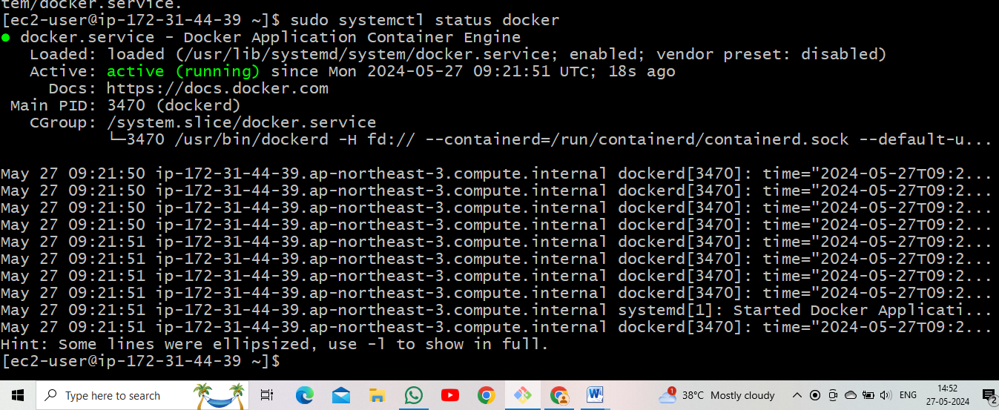 tem/docker.service.
[ec2-user@ip-172-31-44-39 ~]$ sudo systemctl status docker
● docker.service - Docker Application Container Engine
   Loaded: loaded (/usr/lib/systemd/system/docker.service; enabled; vendor preset: disabled)
   Active: active (running) since Mon 2024-05-27 09:21:51 UTC; 18s ago
     Docs: https://docs.docker.com
 Main PID: 3470 (dockerd)
   CGroup: /system.slice/docker.service
           └─3470 /usr/bin/dockerd -H fd:// --containerd=/run/containerd/containerd.sock --default-u...

May 27 09:21:50 ip-172-31-44-39.ap-northeast-3.compute.internal dockerd[3470]: time="2024-05-27T09:2...
May 27 09:21:50 ip-172-31-44-39.ap-northeast-3.compute.internal dockerd[3470]: time="2024-05-27T09:2...
May 27 09:21:50 ip-172-31-44-39.ap-northeast-3.compute.internal dockerd[3470]: time="2024-05-27T09:2...
May 27 09:21:50 ip-172-31-44-39.ap-northeast-3.compute.internal dockerd[3470]: time="2024-05-27T09:2...
May 27 09:21:51 ip-172-31-44-39.ap-northeast-3.compute.internal dockerd[3470]: time="2024-05-27T09:2...
May 27 09:21:51 ip-172-31-44-39.ap-northeast-3.compute.internal dockerd[3470]: time="2024-05-27T09:2...
May 27 09:21:51 ip-172-31-44-39.ap-northeast-3.compute.internal dockerd[3470]: time="2024-05-27T09:2...
May 27 09:21:51 ip-172-31-44-39.ap-northeast-3.compute.internal dockerd[3470]: time="2024-05-27T09:2...
May 27 09:21:51 ip-172-31-44-39.ap-northeast-3.compute.internal systemd[1]: Started Docker Applicati...
May 27 09:21:51 ip-172-31-44-39.ap-northeast-3.compute.internal dockerd[3470]: time="2024-05-27T09:2...
Hint: Some lines were ellipsized, use -l to show in full.
[ec2-user@ip-172-31-44-39 ~]$
Type here to search
1
38°C Mostly cloudy
ENG
14:52
27-05-2024
2